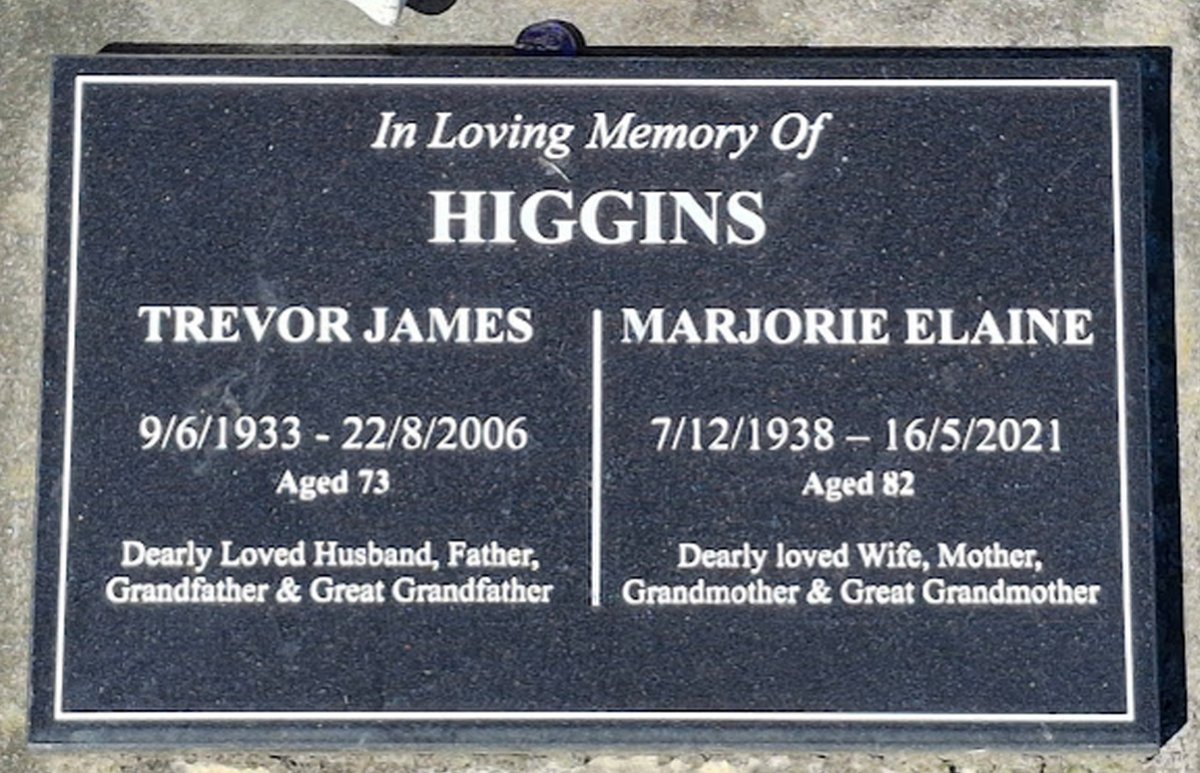 In Loving Memory Of
HIGGINS
TREVOR JAMES
9/6/1933 - 22/8/2006
Aged 73
Dearly Loved Husband, Father,
Grandfather & Great Grandfather
MARJORIE ELAINE
7/12/1938 – 16/5/2021
Aged 82
Dearly loved Wife, Mother,
Grandmother & Great Grandmother